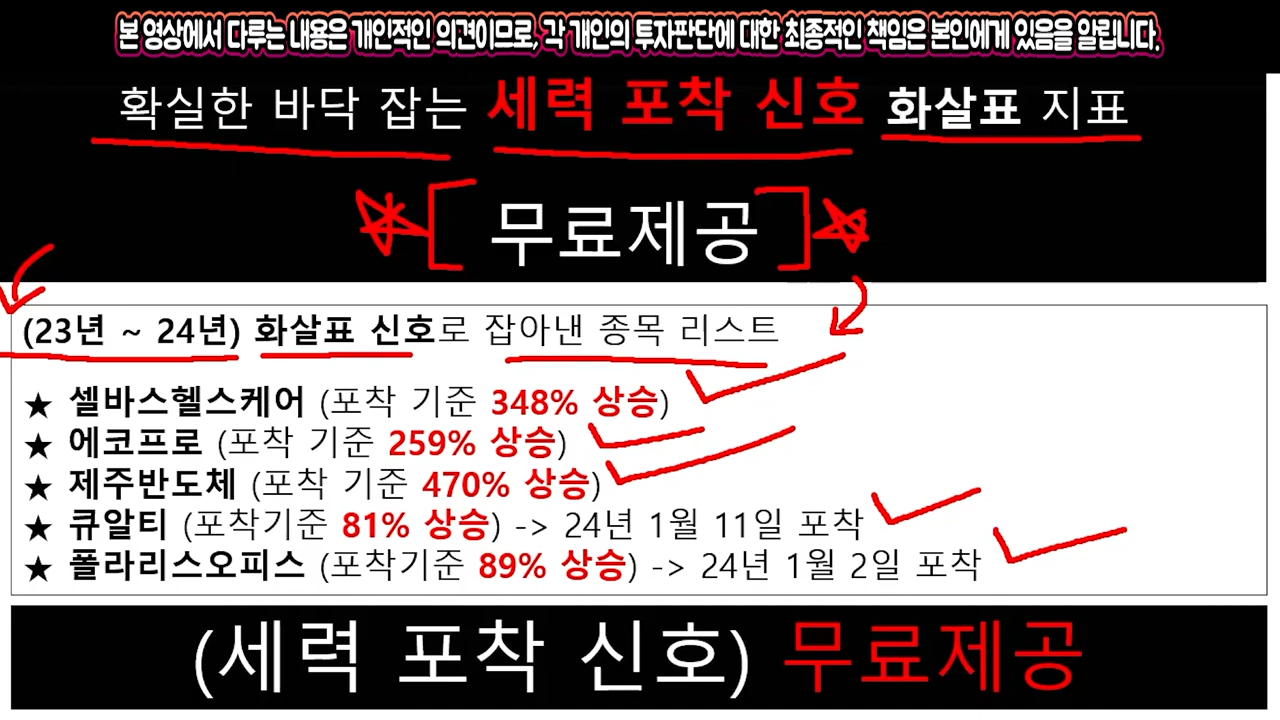 본 영상에서 다루는 내용은 개인적인 의견이므로, 각 개인의 투자판단에 대한 최종적인 책임은 본인에게 있음을 알립니다.
확실한 바닥 잡는 세력 포착 신호 화살표 지표
무료제공
(23년 ~ 24년) 화살표 신호로 잡아낸 종목 리스트
★ 셀바스헬스케어 (포착 기준 348% 상승)
★ 에코프로 (포착 기준 259% 상승)
★ 제주반도체 (포착 기준 470% 상승)
★ 큐알티 (포착기준 81% 상승) -> 24년 1월 11일 포착
★ 폴라리스오피스 (포착기준 89% 상승) -> 24년 1월 2일 포착
(세력 포착 신호) 무료제공